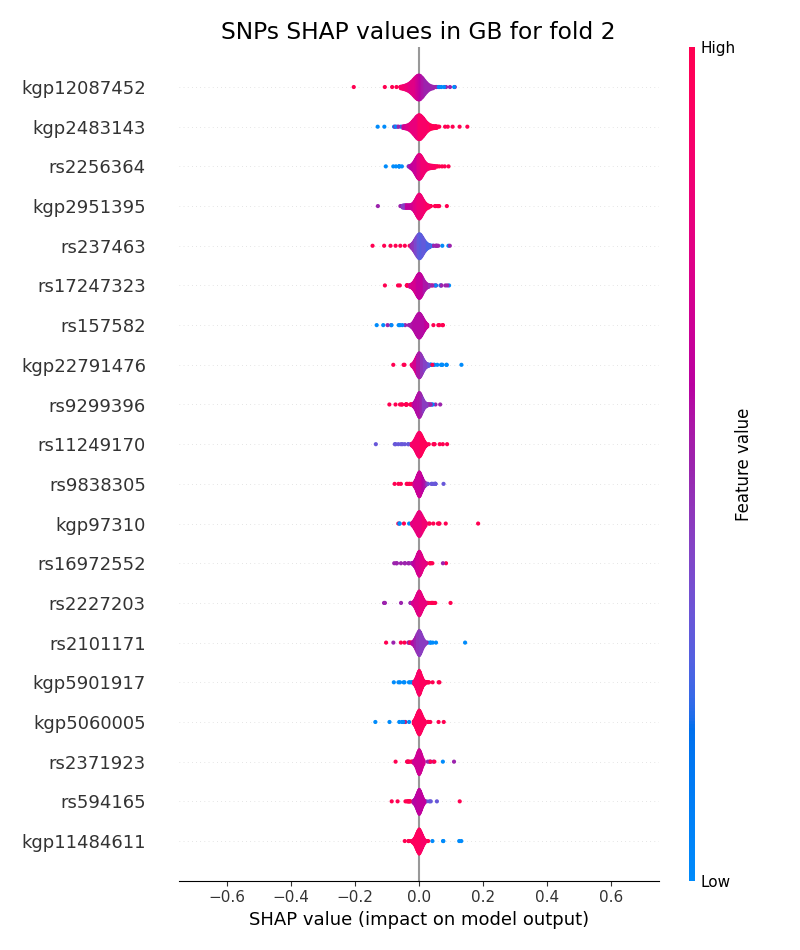 SNPs SHAP values in GB for fold 2
High
kgp12087452
kgp2483143
rs2256364
kgp2951395
rs237463
rs17247323
rs157582
kgp22791476
rs9299396
rs11249170
rs9838305
kgp97310
rs16972552
rs2227203
rs2101171
kgp5901917
kgp5060005
rs2371923
rs594165
kgp11484611
Feature value
Low
−0.6 −0.4 −0.2 0.0 0.2 0.4 0.6
SHAP value (impact on model output)